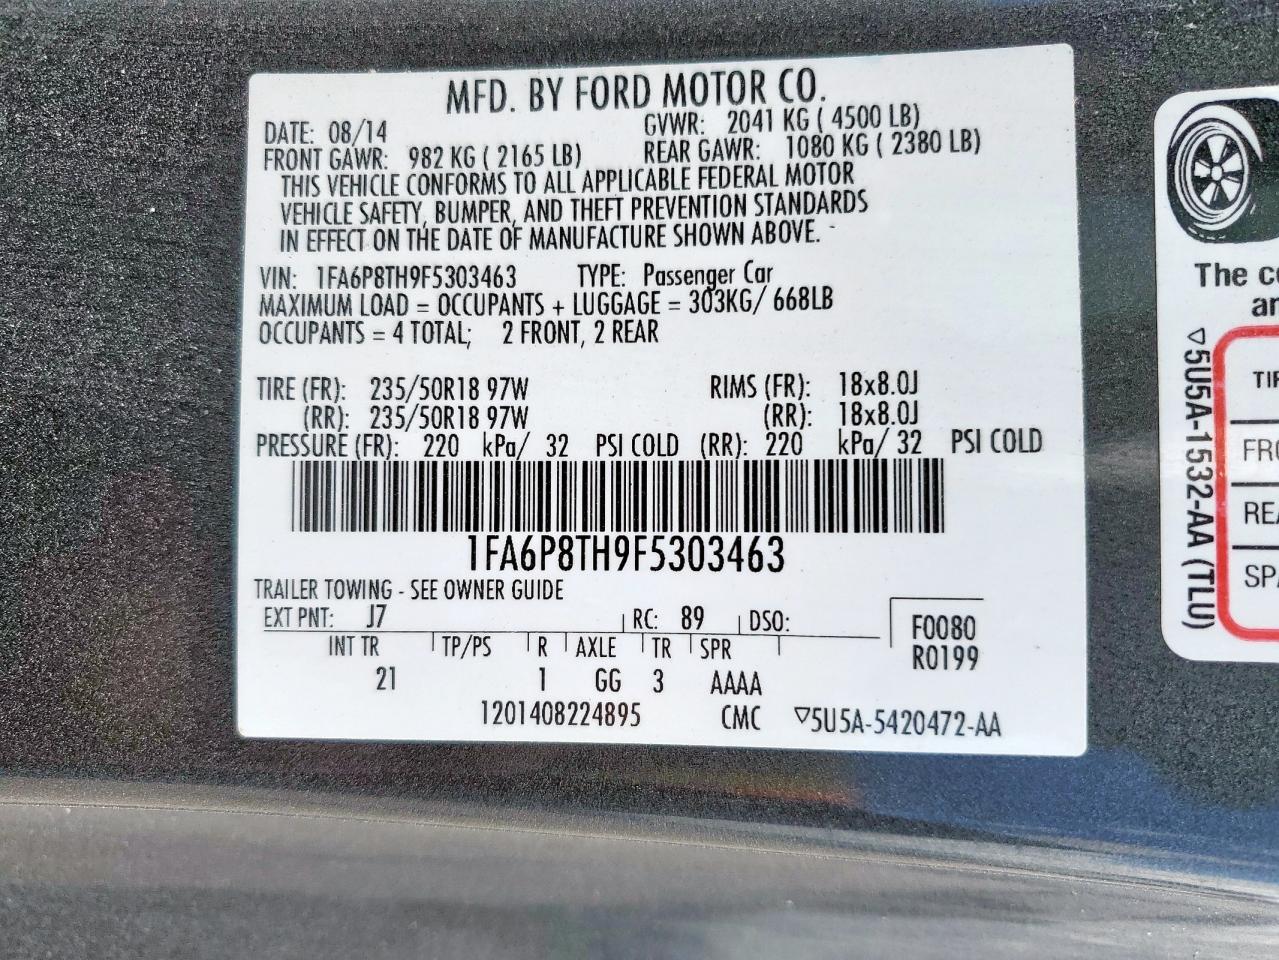 MFD. BY FORD MOTOR CO.
DATE: 08/14 GVWR: 2041 KG ( 4500 LB)
FRONT GAWR: 982 KG ( 2165 LB) REAR GAWR: 1080 KG ( 2380 LB)
THIS VEHICLE CONFORMS TO ALL APPLICABLE FEDERAL MOTOR
VEHICLE SAFETY, BUMPER, AND THEFT PREVENTION STANDARDS
IN EFFECT ON THE DATE OF MANUFACTURE SHOWN ABOVE.
VIN: 1FA6P8TH9F5303463 TYPE: Passenger Car
MAXIMUM LOAD = OCCUPANTS + LUGGAGE = 303KG/ 668LB
OCCUPANTS = 4 TOTAL; 2 FRONT, 2 REAR
TIRE (FR): 235/50R18 97W RIMS (FR): 18x8.0J
(RR): 235/50R18 97W (RR): 18x8.0J
PRESSURE (FR): 220 kPa/ 32 PSI COLD (RR): 220 kPa/ 32 PSI COLD
1FA6P8TH9F5303463
TRAILER TOWING - SEE OWNER GUIDE
EXT PNT: J7 RC: 89 DSO:
F0080
R0199
INT TR TP/PS R AXLE TR SPR
21 1 GG 3 AAAA
1201408224895 CMC ▽5U5A-5420472-AA
The c
an
▽5U5A-1532-AA (TLU)
TI
FR
REA
SPA